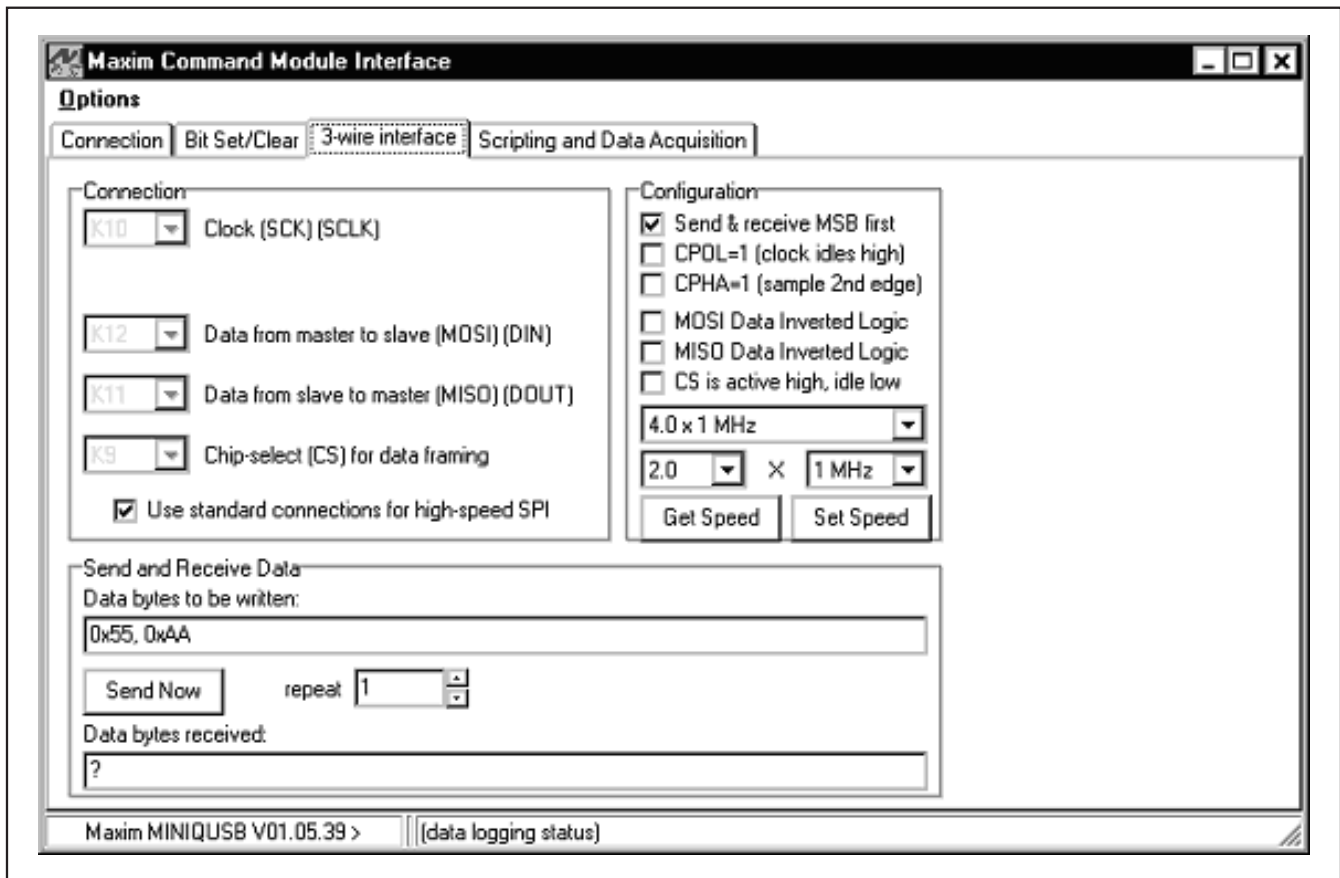 Maxim Command Module Interface
Options
Connection Bit Set/Clear 3-wire interface Scripting and Data Acquisition
Connection
K10 Clock (SCK) (SCLK)
K12 Data from master to slave (MOSI) (DIN)
K11 Data from slave to master (MISO) (DOUT)
K9 Chip-select (CS) for data framing
Use standard connections for high-speed SPI
Configuration
Send & receive MSB first
CPOL=1 (clock idles high)
CPHA=1 (sample 2nd edge)
MOSI Data Inverted Logic
MISO Data Inverted Logic
CS is active high, idle low
4.0 x 1 MHz
2.0 X 1 MHz
Get Speed Set Speed
Send and Receive Data
Data bytes to be written:
0x55, 0xAA
Send Now repeat 1
Data bytes received:
?
Maxim MINIQUSB V01.05.39 > (data logging status)